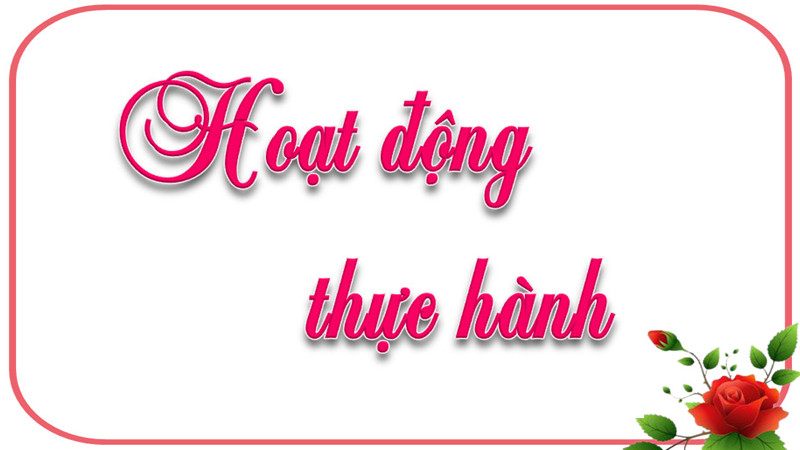 Hoạt động
thực hành